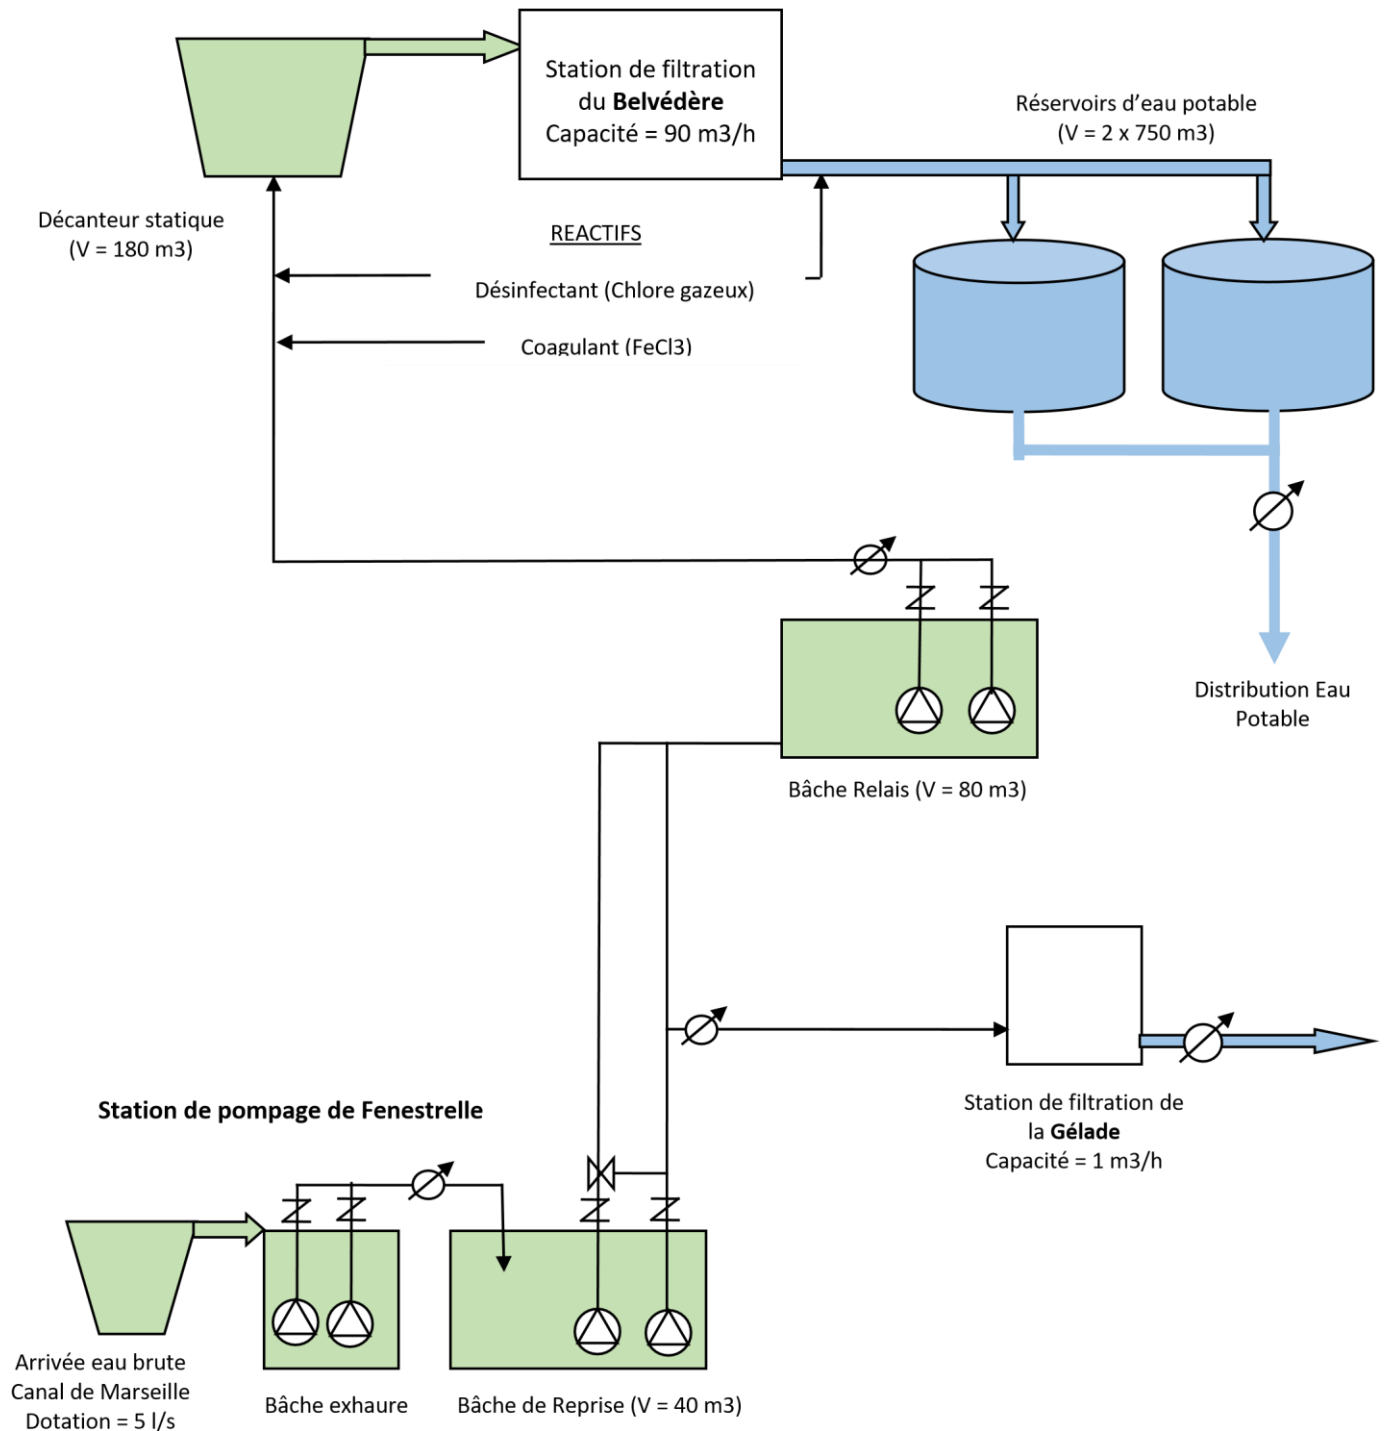 Station de filtration
du Belvédère
Capacité = 90 m3/h
Réservoirs d’eau potable
(V = 2 x 750 m3)
Décanteur statique
(V = 180 m3)
REACTIFS
Désinfectant (Chlore gazeux)
Coagulant (FeCl3)
Distribution Eau
Potable
Bâche Relais (V = 80 m3)
Station de filtration de
la Gélade
Capacité = 1 m3/h
Station de pompage de Fenestrelle
Arrivée eau brute
Canal de Marseille
Dotation = 5 l/s
Bâche exhaure
Bâche de Reprise (V = 40 m3)